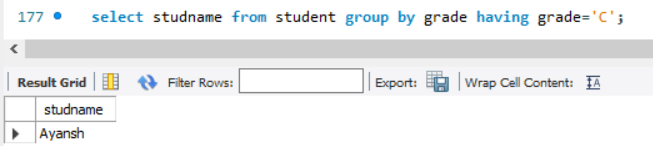 177 select studname from student group by grade having grade='C';
Result Grid Filter Rows: Export: Wrap Cell Content: IA
studname
Ayansh